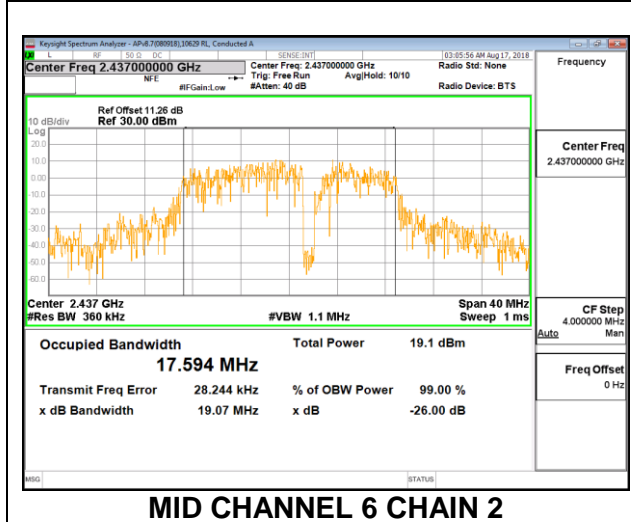 Keysight Spectrum Analyzer - APv8.7(080918),10629 RL, Conducted A
L RF 50 Ω DC SENSE:INT 03:05:56 AM Aug 17, 2018
Center Freq 2.437000000 GHz Center Freq: 2.437000000 GHz Radio Std: None Frequency
NFE Trig: Free Run Avg|Hold: 10/10
#IFGain:Low #Atten: 40 dB Radio Device: BTS
Ref Offset 11.26 dB
10 dB/div Ref 30.00 dBm
Log
20.0
10.0
0.00
-10.0
-20.0
-30.0
-40.0
-50.0
-60.0
Center Freq
2.437000000 GHz
Center 2.437 GHz Span 40 MHz
#Res BW 360 kHz #VBW 1.1 MHz Sweep 1 ms
CF Step
4.000000 MHz
Auto Man
Occupied Bandwidth Total Power 19.1 dBm
17.594 MHz
Freq Offset
0 Hz
Transmit Freq Error 28.244 kHz % of OBW Power 99.00 %
x dB Bandwidth 19.07 MHz x dB -26.00 dB
MSG STATUS
MID CHANNEL 6 CHAIN 2